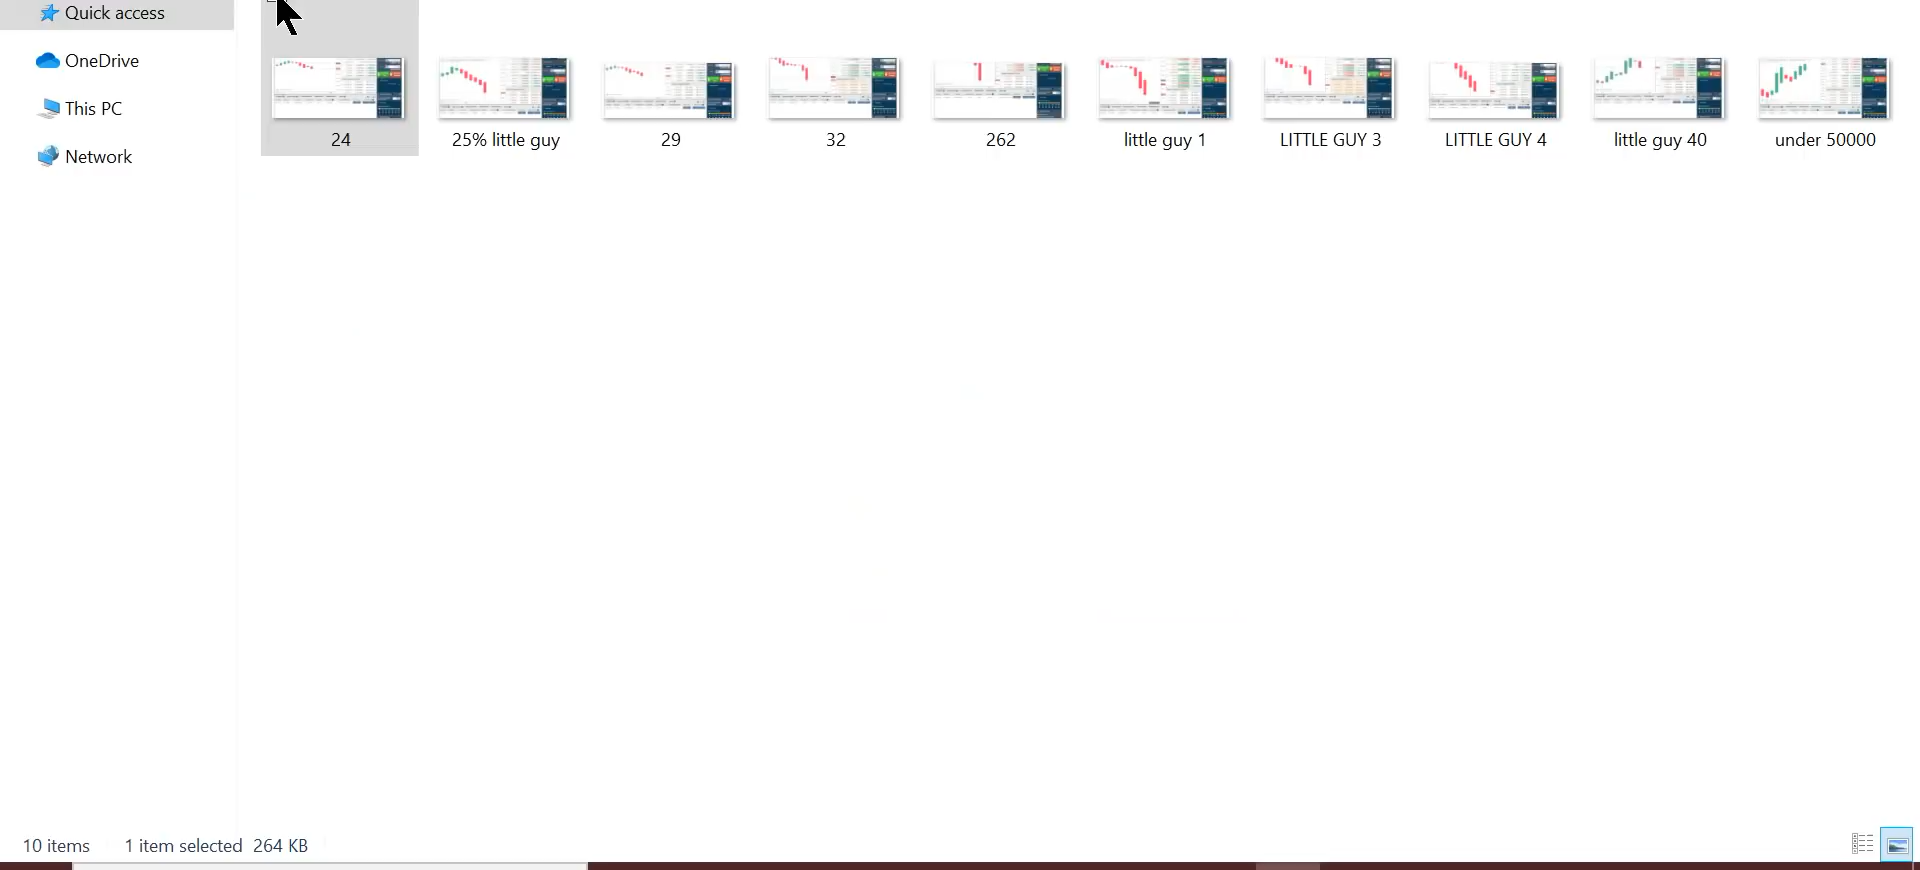 Quick access
OneDrive
This PC
Network
24
25% little guy
29
32
262
little guy 1
LITTLE GUY 3
LITTLE GUY 4
little guy 40
under 50000
10 items 1 item selected 264 KB